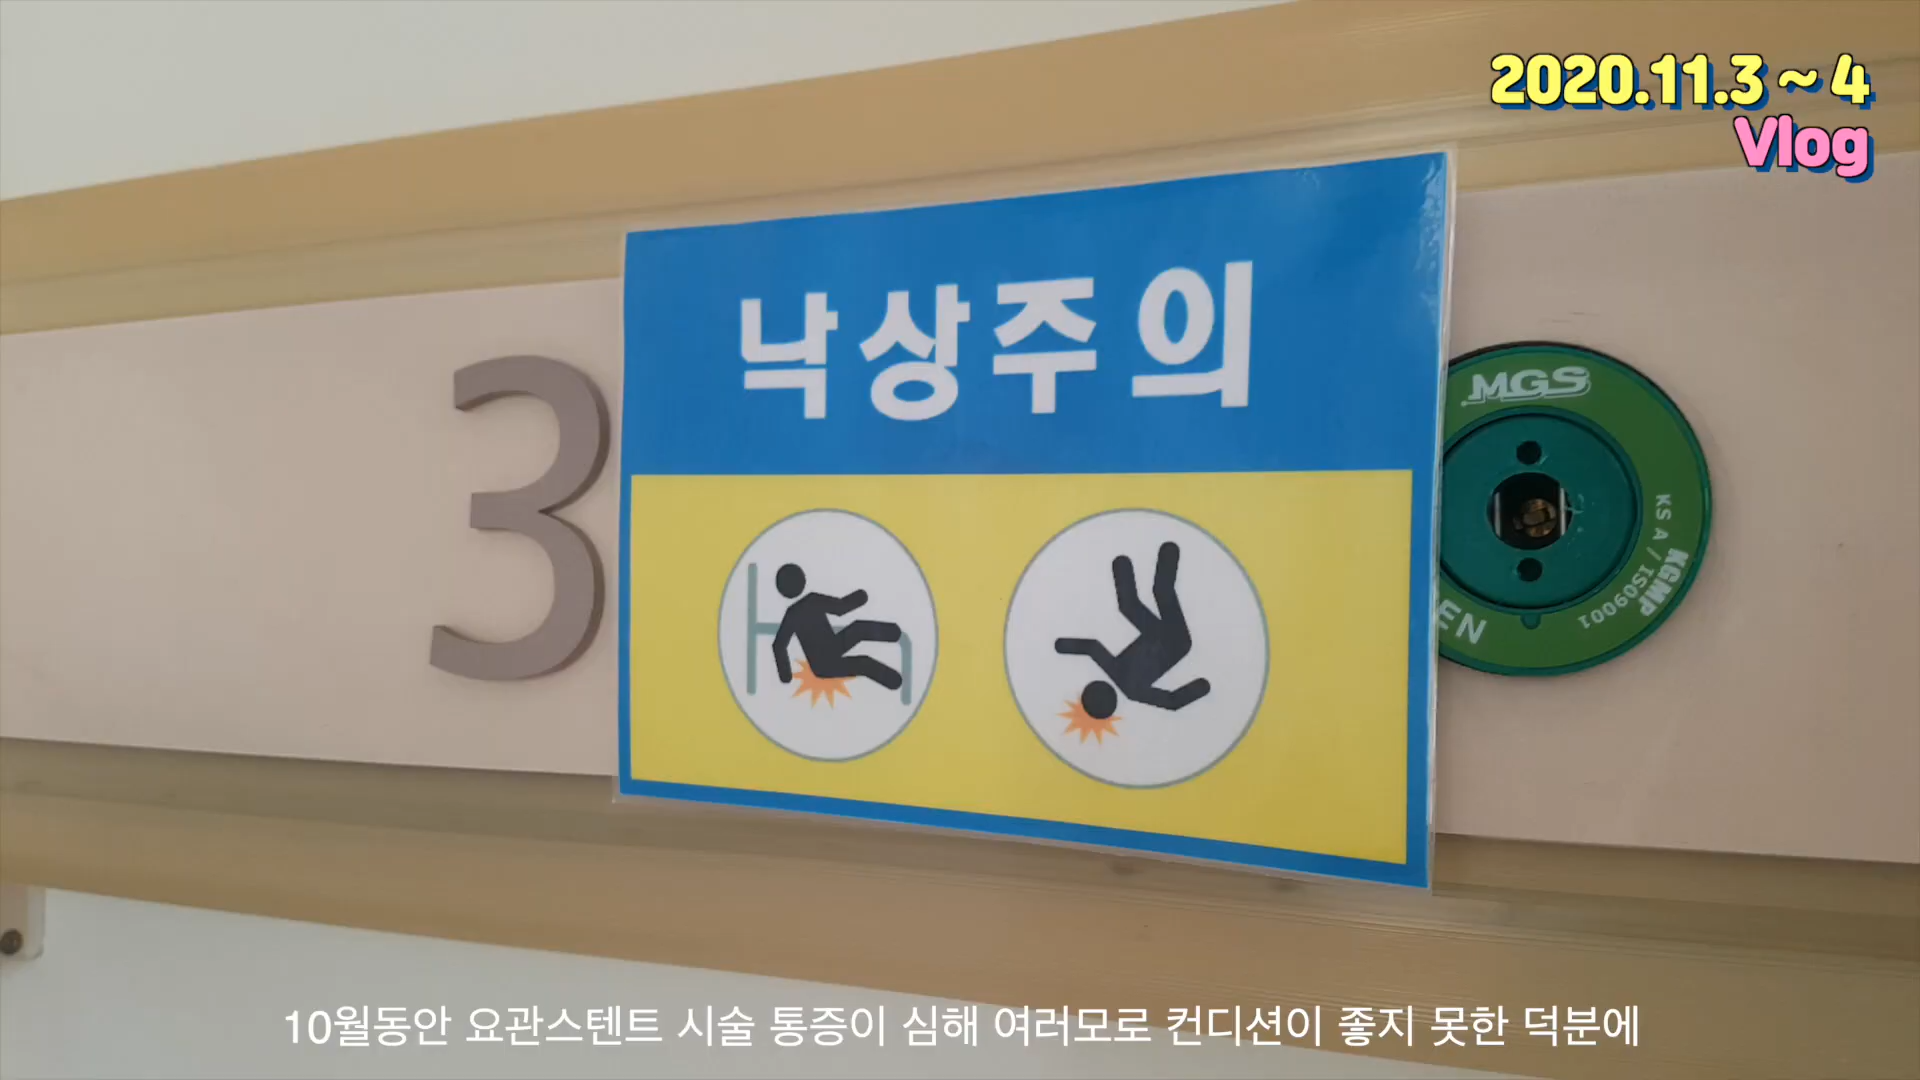 2020.11.3~4
Vlog
낙상주의
3
MGS
KS A / ISO9001
KGMP
10월동안 요관스텐트 시술 통증이 심해 여러모로 컨디션이 좋지 못한 덕분에